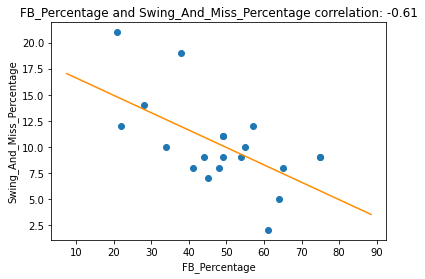 FB_Percentage and Swing_And_Miss_Percentage correlation: -0.61
Swing_And_Miss_Percentage
20.0
17.5
15.0
12.5
10.0
7.5
5.0
2.5
10 20 30 40 50 60 70 80 90
FB_Percentage